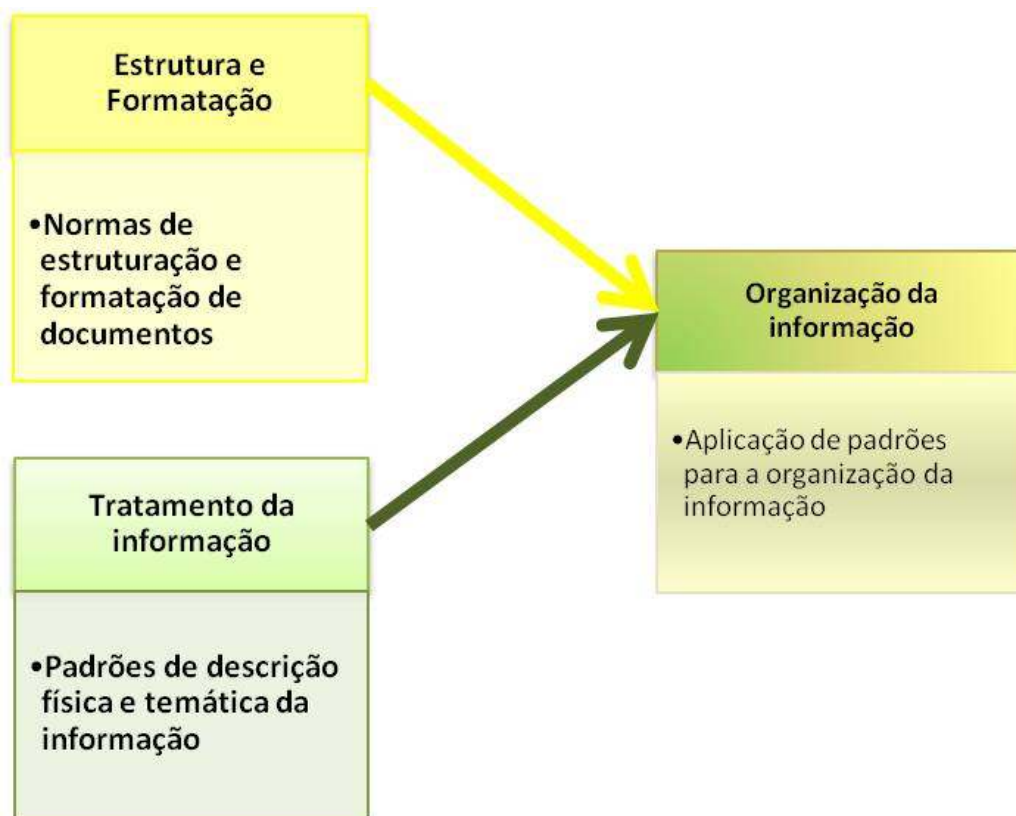 Estrutura e
Formatação
•Normas de
estruturação e
formatação de
documentos
Tratamento da
informação
•Padrões de descrição
física e temática da
informação
Organização da
informação
•Aplicação de padrões
para a organização da
informação